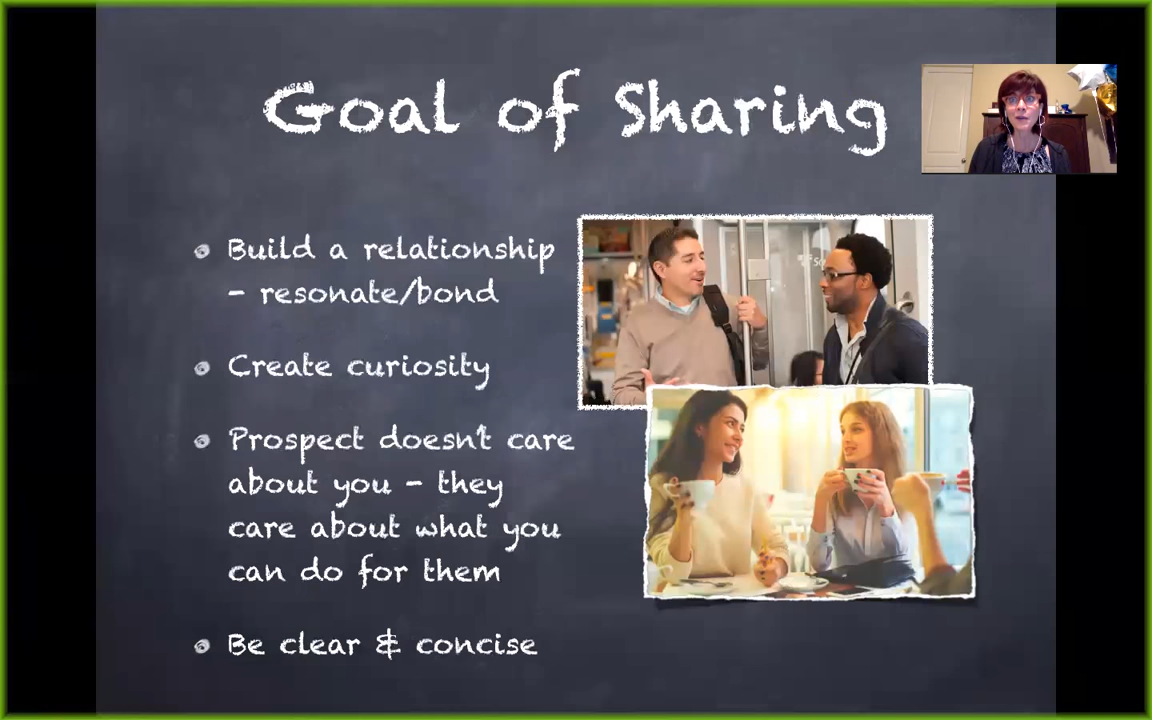 Goal of Sharing
Build a relationship
- resonate/bond
Create curiosity
Prospect doesn't care
about you - they
care about what you
can do for them
Be clear & concise